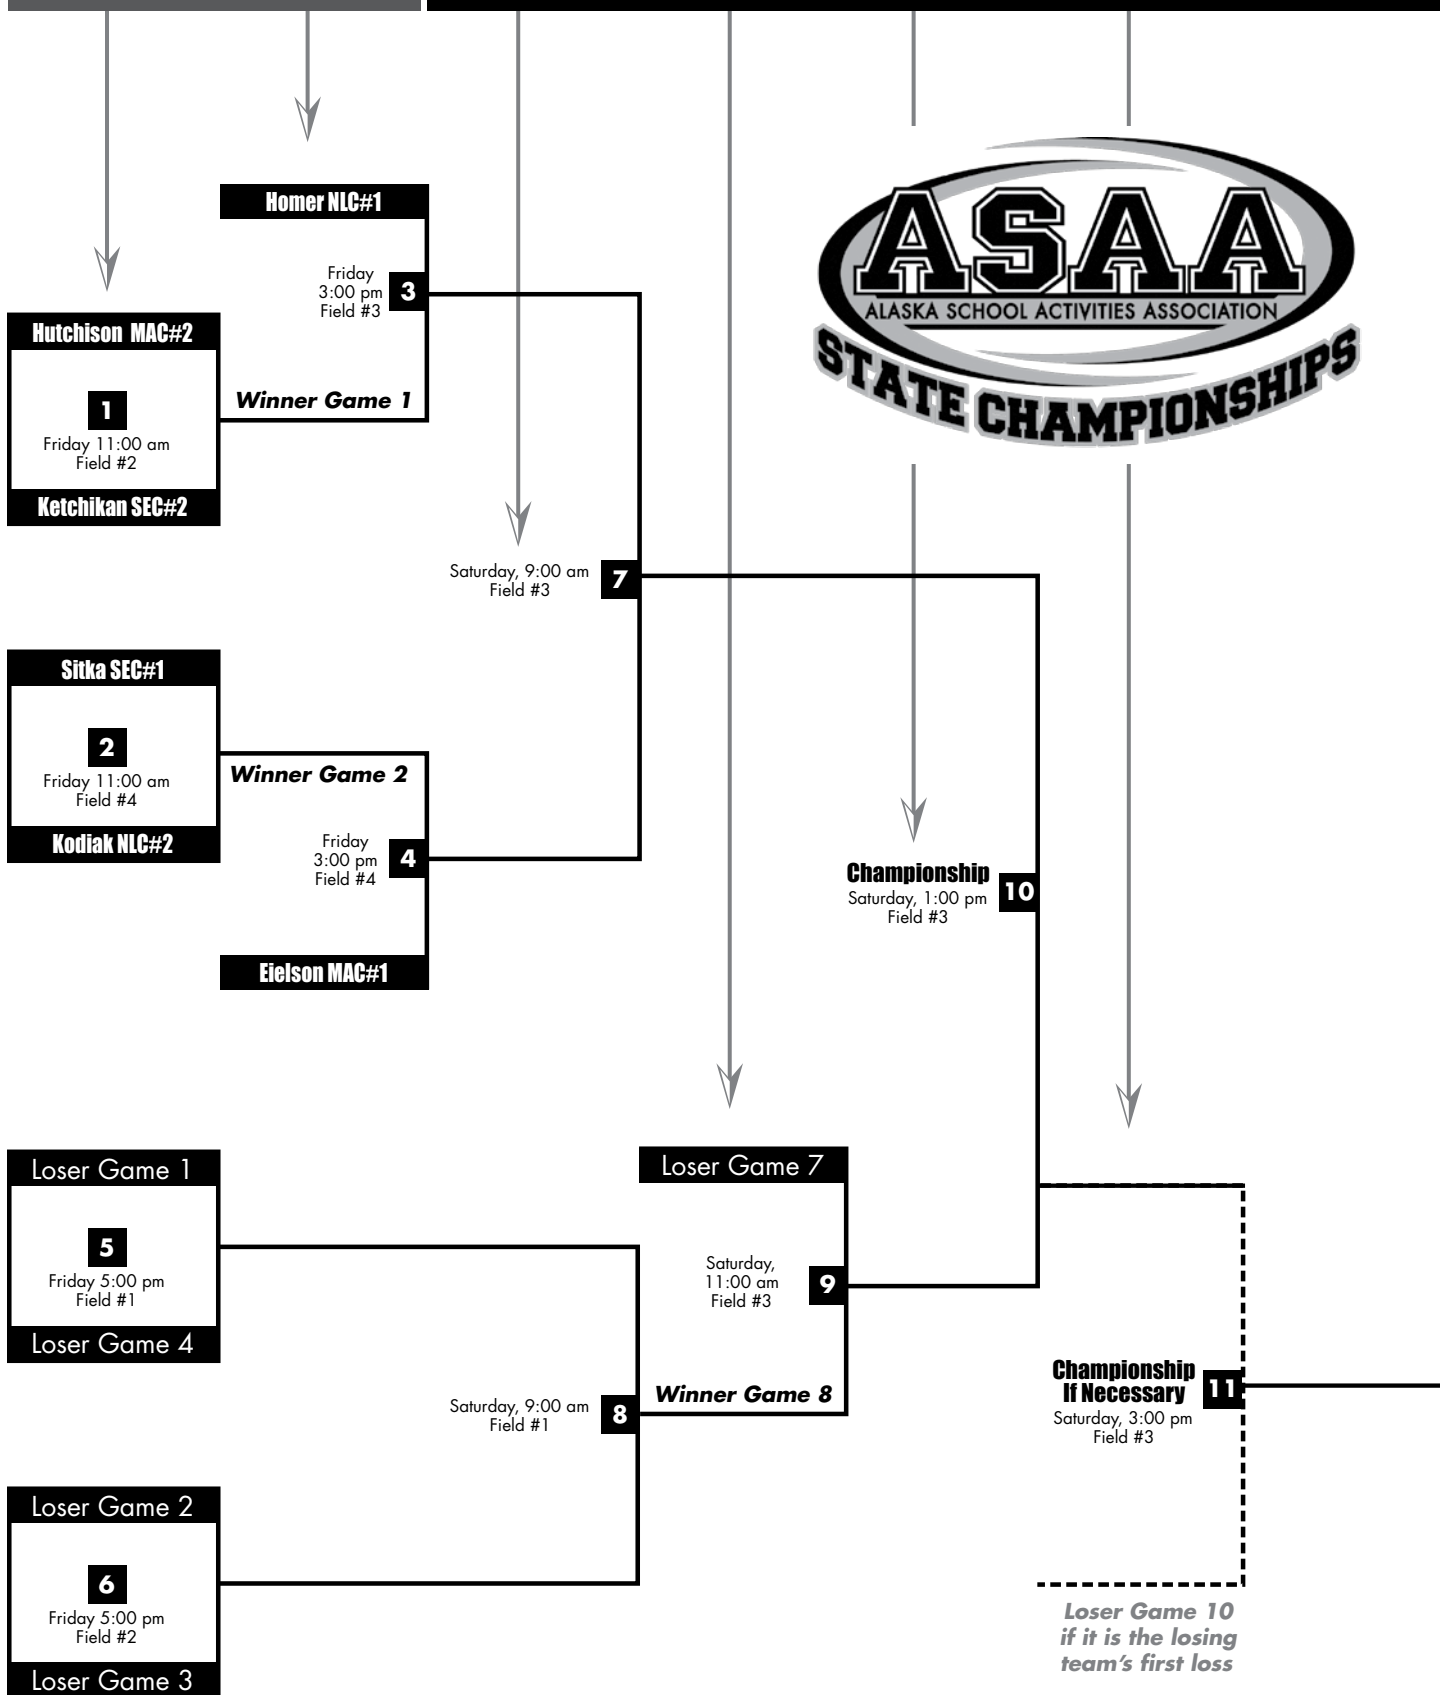 ASAA
ALASKA SCHOOL ACTIVITIES ASSOCIATION
STATE CHAMPIONSHIPS
Homer NLC#1
Friday
3:00 pm
Field #3
3
Hutchison MAC#2
1
Friday 11:00 am
Field #2
Ketchikan SEC#2
Winner Game 1
Saturday, 9:00 am
Field #3
7
Sitka SEC#1
2
Friday 11:00 am
Field #4
Kodiak NLC#2
Winner Game 2
Friday
3:00 pm
Field #4
4
Eielson MAC#1
Championship
Saturday, 1:00 pm
Field #3
10
Loser Game 1
5
Friday 5:00 pm
Field #1
Loser Game 4
Loser Game 7
Saturday,
11:00 am
Field #3
9
Winner Game 8
Saturday, 9:00 am
Field #1
8
Championship
If Necessary
Saturday, 3:00 pm
Field #3
11
Loser Game 2
6
Friday 5:00 pm
Field #2
Loser Game 3
Loser Game 10
if it is the losing
team's first loss